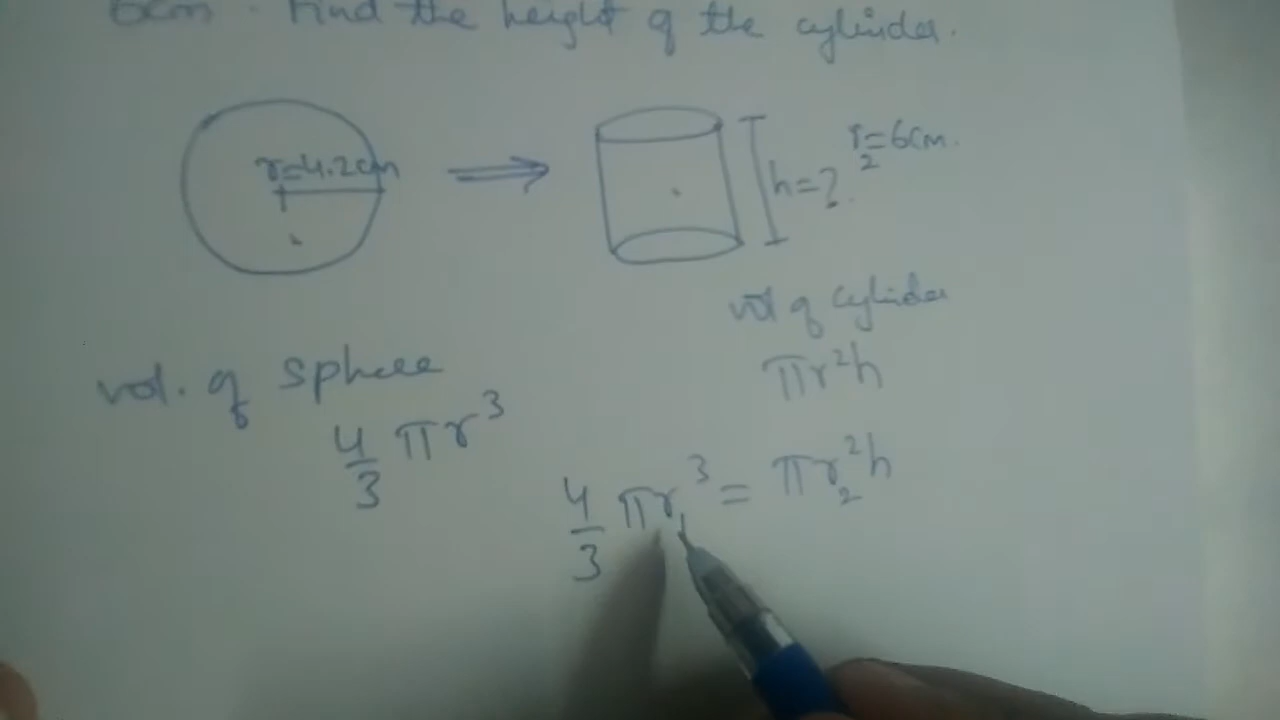 6cm. Find the height of the cylinder.
r=4.2cm
h=?
r₂=6cm.
vol of cylinder
πr²h
vol. of sphere
4/3 πr³
4/3 πr₁³ = πr₂²h